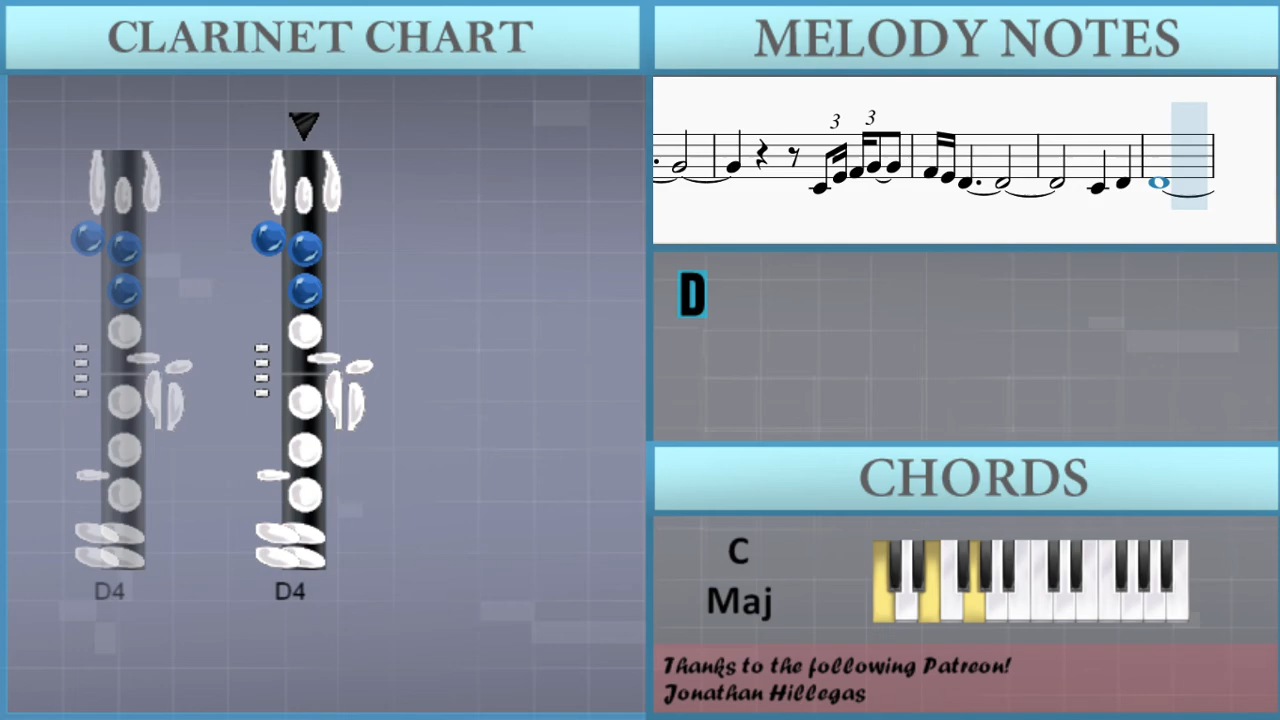 CLARINET CHART
D4
D4
MELODY NOTES
3
3
D
CHORDS
C
Maj
Thanks to the following Patreon!
Jonathan Hillegas